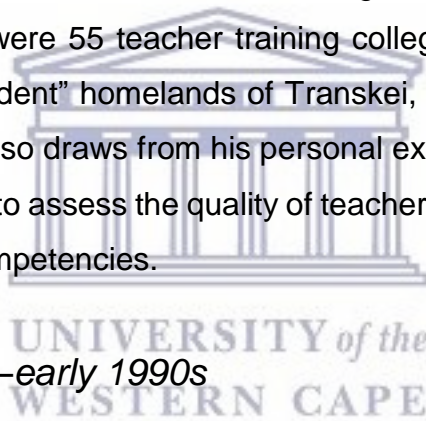 were 55 teacher training colleg
dent” homelands of Transkei,
so draws from his personal ex
to assess the quality of teacher
mpetencies.
UNIVERSITY of the
–early 1990s
WESTERN CAPE